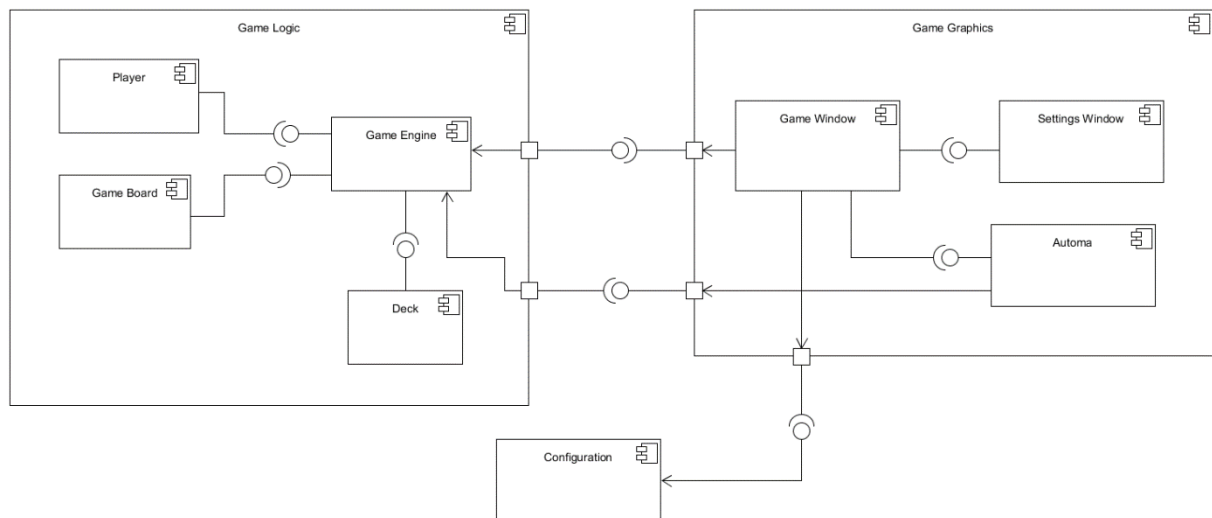 Game Logic
Game Graphics
Player
Game Engine
Game Board
Deck
Game Window
Settings Window
Automa
Configuration